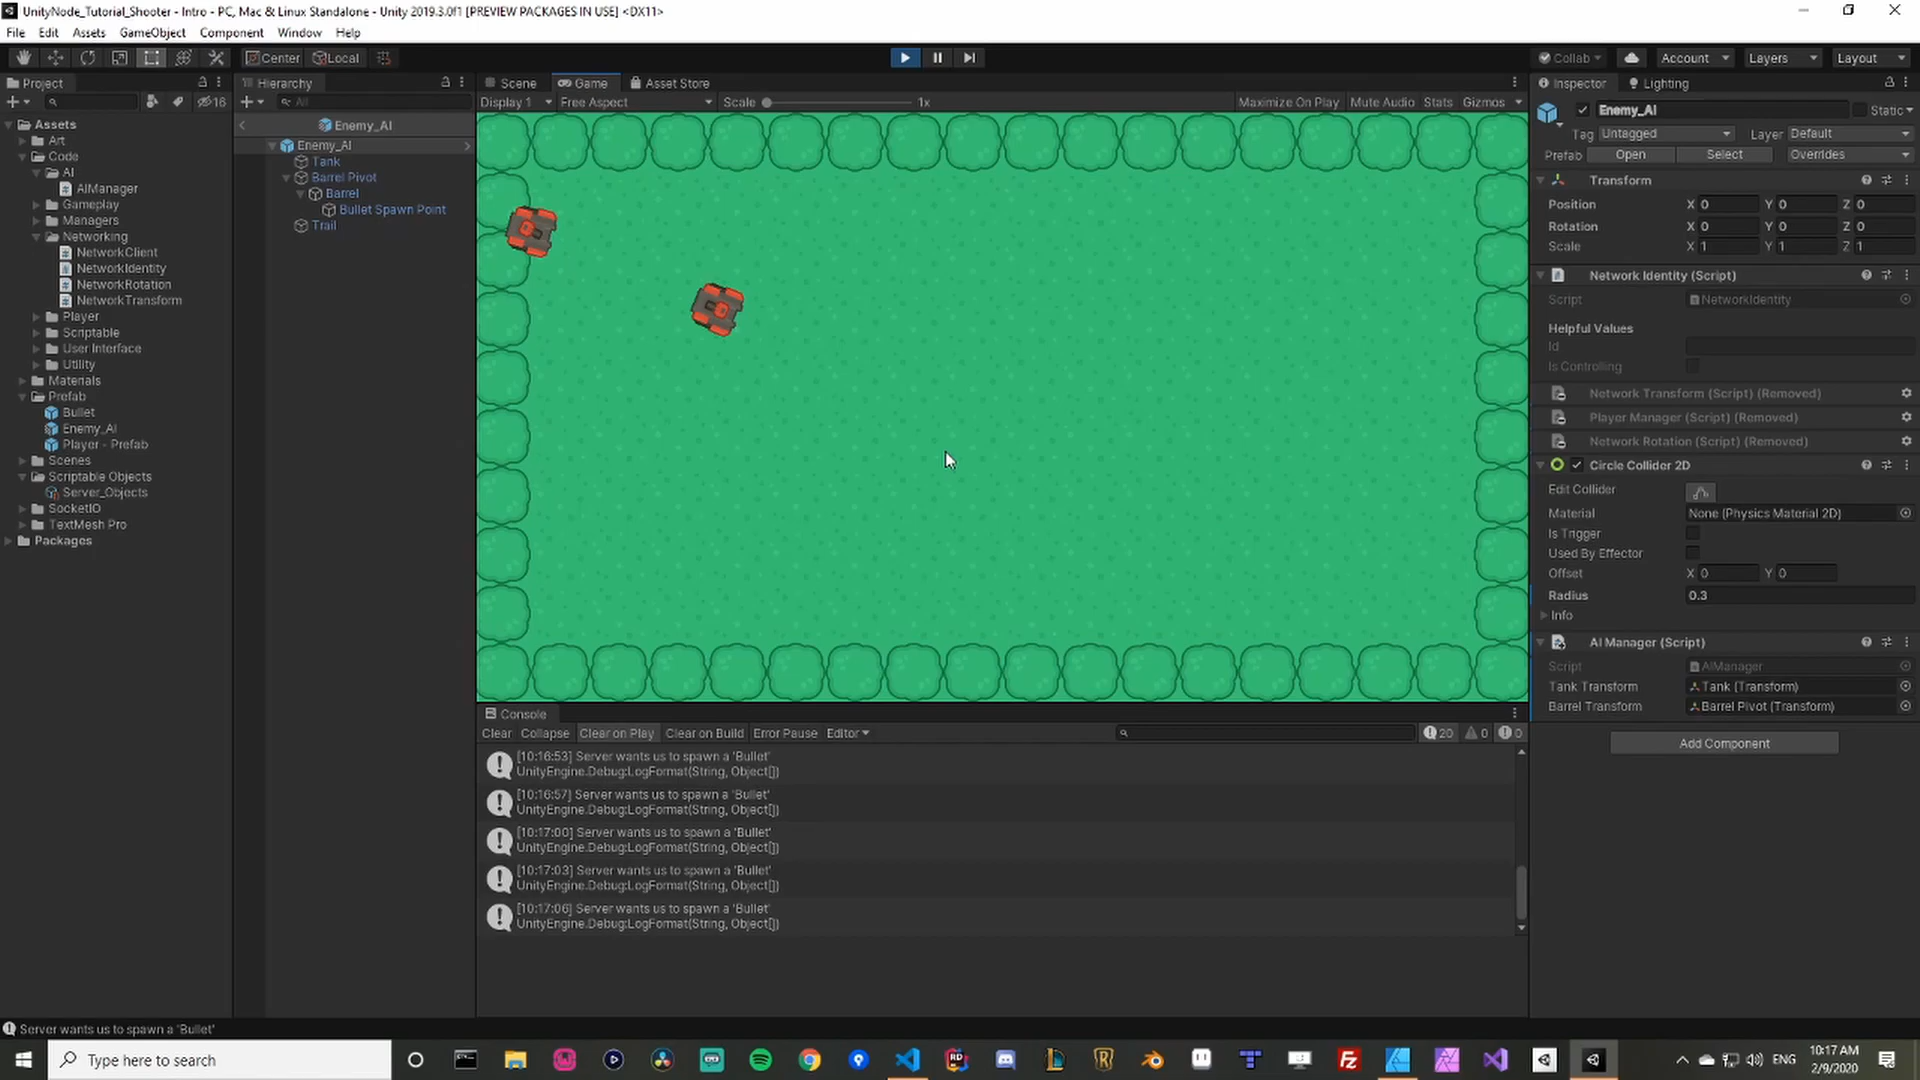 UnityNode_Tutorial_Shooter - Intro - PC, Mac & Linux Standalone - Unity 2019.3.0f1 [PREVIEW PACKAGES IN USE] <DX11>
File Edit Assets GameObject Component Window Help
Center Local Collab Account Layers Layout
Project Hierarchy Scene Game Asset Store Inspector Lighting
16 All Display 1 Free Aspect Scale 1x Maximize On Play Mute Audio Stats Gizmos
Enemy_AI
Assets
Art
Code
AI
AIManager
Gameplay
Managers
Networking
NetworkClient
NetworkIdentity
NetworkRotation
NetworkTransform
Player
Scriptable
User Interface
Utility
Materials
Prefab
Bullet
Enemy_AI
Player - Prefab
Scenes
Scriptable Objects
Server_Objects
SocketIO
TextMesh Pro
Packages
Enemy_AI
Tank
Barrel Pivot
Barrel
Bullet Spawn Point
Trail
Enemy_AI Static
Tag Untagged Layer Default
Prefab Open Select Overrides
Transform
Position X 0 Y 0 Z 0
Rotation X 0 Y 0 Z 0
Scale X 1 Y 1 Z 1
Network Identity (Script)
Script NetworkIdentity
Helpful Values
Id
Is Controlling
Network Transform (Script) (Removed)
Player Manager (Script) (Removed)
Network Rotation (Script) (Removed)
Circle Collider 2D
Edit Collider
Material None (Physics Material 2D)
Is Trigger
Used By Effector
Offset X 0 Y 0
Radius 0.3
Info
AI Manager (Script)
Script AIManager
Tank Transform Tank (Transform)
Barrel Transform Barrel Pivot (Transform)
Add Component
Console
Clear Collapse Clear on Play Clear on Build Error Pause Editor 20 0 0
[10:16:53] Server wants us to spawn a 'Bullet'
UnityEngine.Debug:LogFormat(String, Object[])
[10:16:57] Server wants us to spawn a 'Bullet'
UnityEngine.Debug:LogFormat(String, Object[])
[10:17:00] Server wants us to spawn a 'Bullet'
UnityEngine.Debug:LogFormat(String, Object[])
[10:17:03] Server wants us to spawn a 'Bullet'
UnityEngine.Debug:LogFormat(String, Object[])
[10:17:06] Server wants us to spawn a 'Bullet'
UnityEngine.Debug:LogFormat(String, Object[])
Server wants us to spawn a 'Bullet'
Type here to search
ENG
10:17 AM
2/9/2020